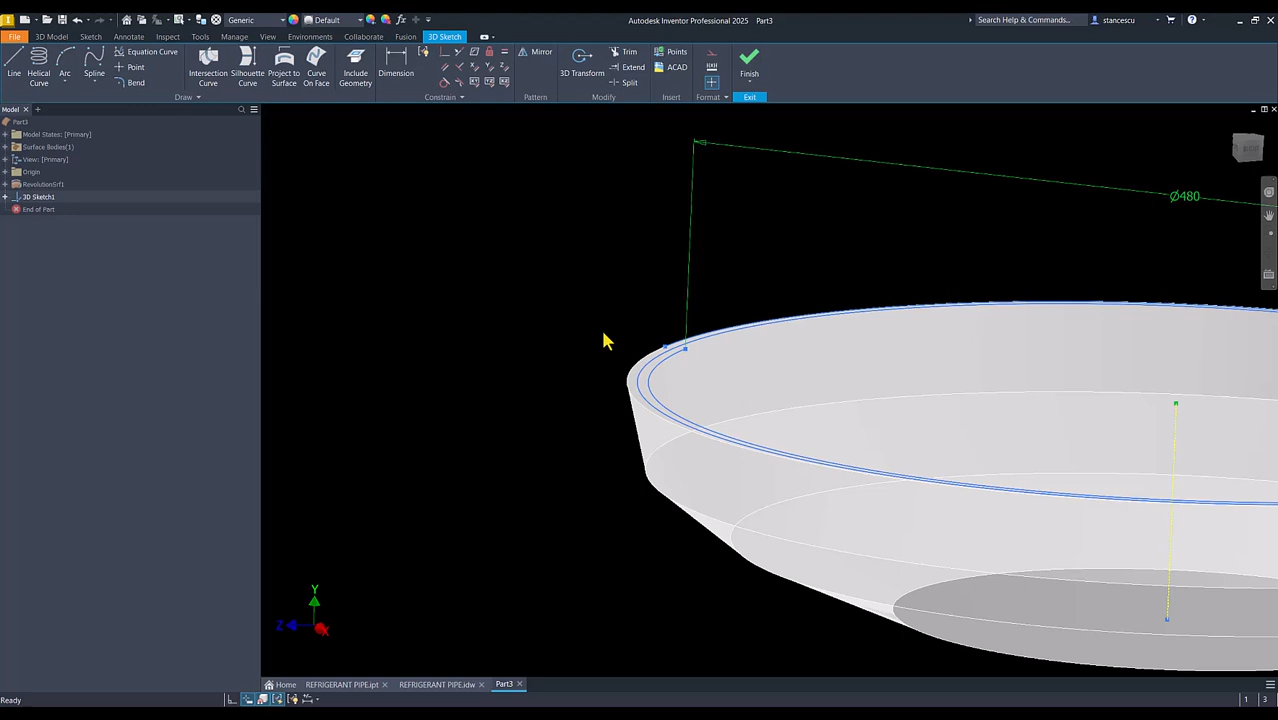 Generic
Default
fx
Autodesk Inventor Professional 2025 Part3
Search Help & Commands...
stancescu
File
3D Model
Sketch
Annotate
Inspect
Tools
Manage
View
Environments
Collaborate
Fusion
3D Sketch
Line
Helical
Curve
Arc
Spline
Equation Curve
Point
Bend
Intersection
Curve
Silhouette
Curve
Project to
Surface
Curve
On Face
Include
Geometry
Dimension
Mirror
3D Transform
Trim
Extend
Split
Points
ACAD
Finish
Draw
Constrain
Pattern
Modify
Insert
Format
Exit
Model
Part3
Model States: [Primary]
Surface Bodies(1)
View: [Primary]
Origin
RevolutionSrf1
3D Sketch1
End of Part
Ø480
RIGHT
Y
Z
X
Home
REFRIGERANT PIPE.ipt
REFRIGERANT PIPE.idw
Part3
Ready
1
3